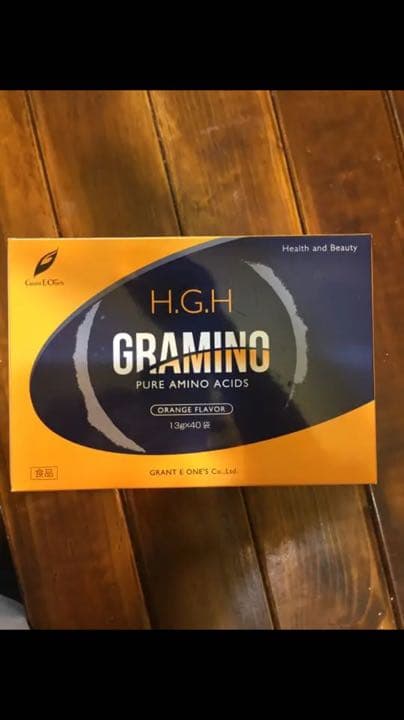 Health and Beauty
Grant E ONE'S
H.G.H
GRAMINO
PURE AMINO ACIDS
ORANGE FLAVOR
13g×40袋
食品
GRANT E ONE'S Co.,Ltd.